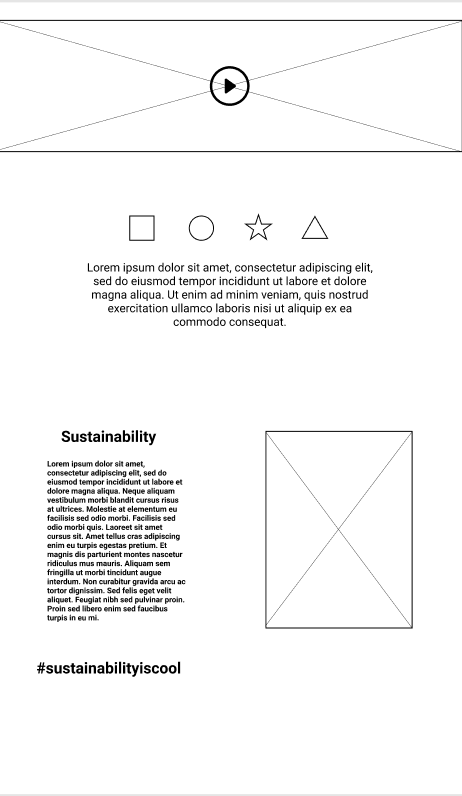 Lorem ipsum dolor sit amet, consectetur adipiscing elit,
sed do eiusmod tempor incididunt ut labore et dolore
magna aliqua. Ut enim ad minim veniam, quis nostrud
exercitation ullamco laboris nisi ut aliquip ex ea
commodo consequat.
Sustainability
Lorem ipsum dolor sit amet,
consectetur adipiscing elit, sed do
eiusmod tempor incididunt ut labore et
dolore magna aliqua. Neque aliquam
vestibulum morbi blandit cursus risus
at ultrices. Molestie at elementum eu
facilisis sed odio morbi. Facilisis sed
odio morbi quis. Laoreet sit amet
cursus sit. Amet tellus cras adipiscing
enim eu turpis egestas pretium. Et
magnis dis parturient montes nascetur
ridiculus mus mauris. Aliquam sem
fringilla ut morbi tincidunt augue
interdum. Non curabitur gravida arcu ac
tortor dignissim. Sed felis eget velit
aliquet. Feugiat nibh sed pulvinar proin.
Proin sed libero enim sed faucibus
turpis in eu mi.
#sustainabilityiscool